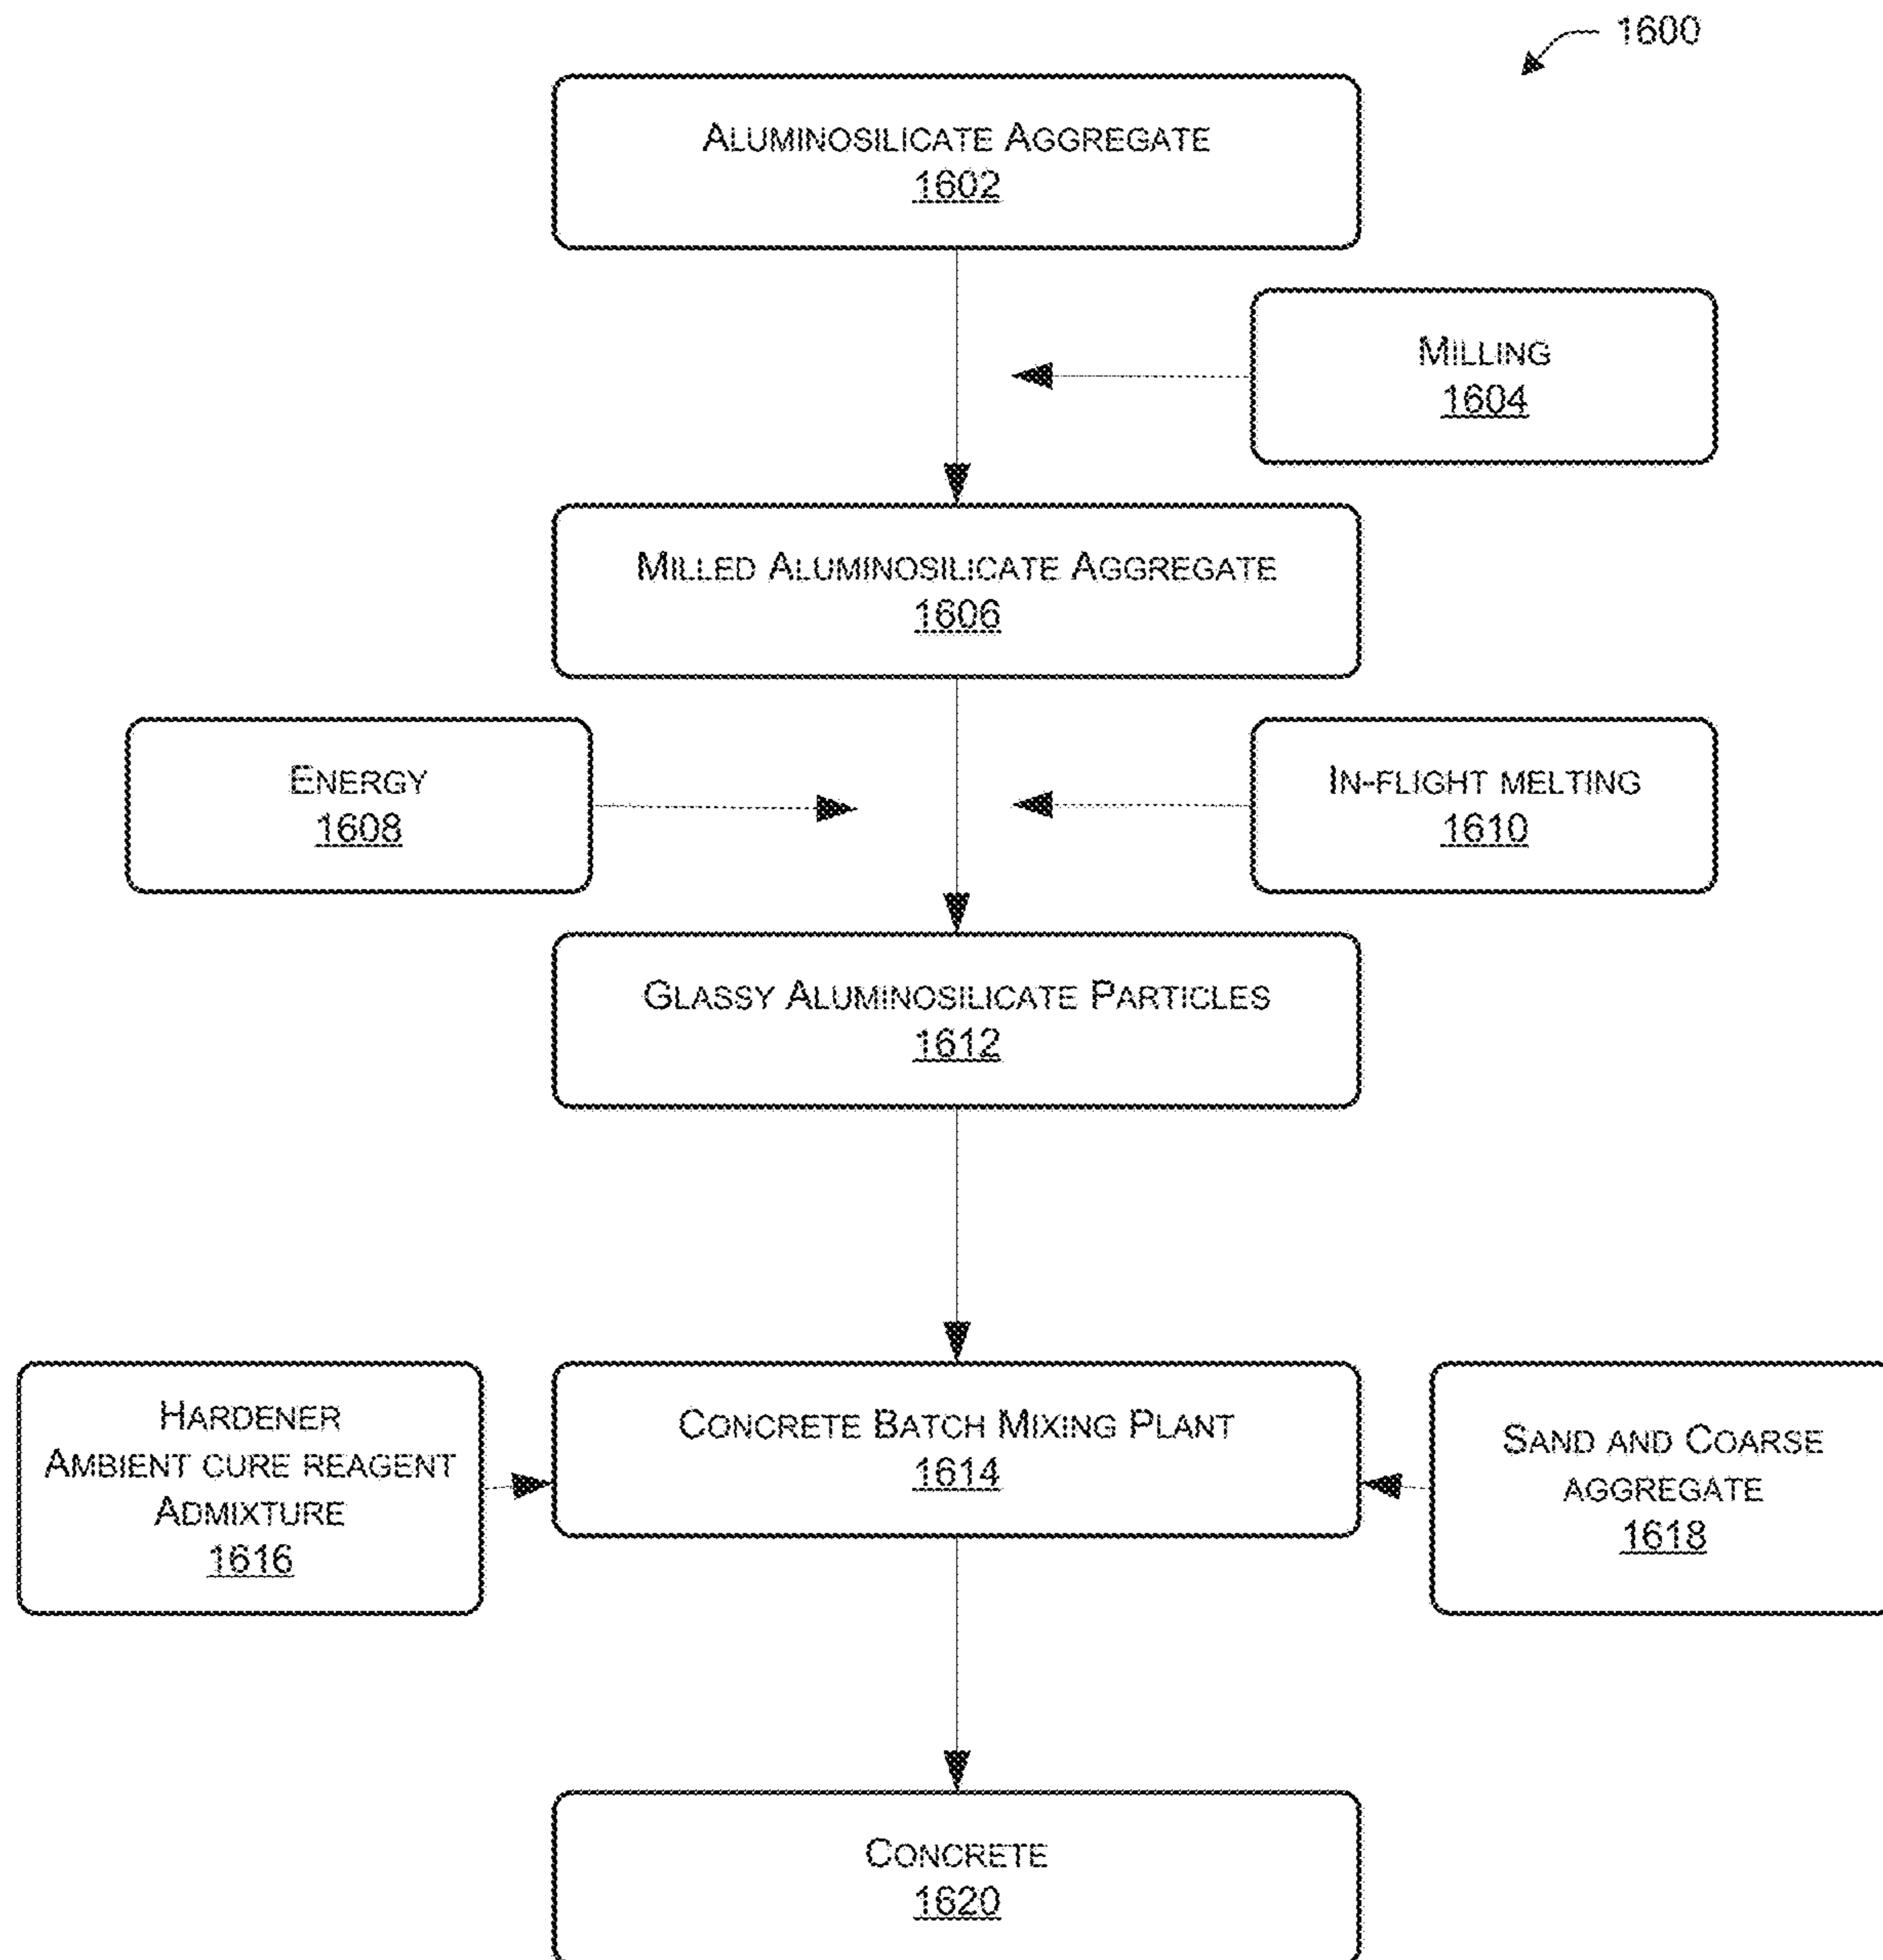 1600
ALUMINOSILICATE AGGREGATE
1602
MILLING
1604
MILLED ALUMINOSILICATE AGGREGATE
1606
ENERGY
1608
IN-FLIGHT MELTING
1610
GLASSY ALUMINOSILICATE PARTICLES
1612
HARDENER
AMBIENT CURE REAGENT
ADMIXTURE
1616
CONCRETE BATCH MIXING PLANT
1614
SAND AND COARSE
AGGREGATE
1618
CONCRETE
1620